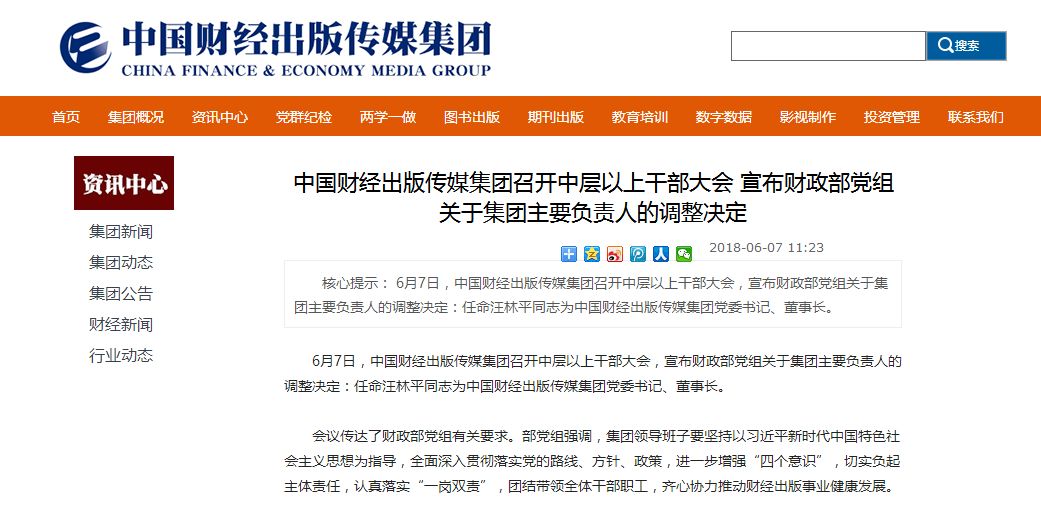 中国财经出版传媒集团
CHINA FINANCE & ECONOMY MEDIA GROUP
搜索
首页 集团概况 资讯中心 党群纪检 两学一做 图书出版 期刊出版 教育培训 数字数据 影视制作 投资管理 联系我们
资讯中心
集团新闻
集团动态
集团公告
财经新闻
行业动态
中国财经出版传媒集团召开中层以上干部大会 宣布财政部党组
关于集团主要负责人的调整决定
2018-06-07 11:23
核心提示: 6月7日，中国财经出版传媒集团召开中层以上干部大会，宣布财政部党组关于集
团主要负责人的调整决定：任命汪林平同志为中国财经出版传媒集团党委书记、董事长。
6月7日，中国财经出版传媒集团召开中层以上干部大会，宣布财政部党组关于集团主要负责人的
调整决定：任命汪林平同志为中国财经出版传媒集团党委书记、董事长。
会议传达了财政部党组有关要求。部党组强调，集团领导班子要坚持以习近平新时代中国特色社
会主义思想为指导，全面深入贯彻落实党的路线、方针、政策，进一步增强“四个意识”，切实负起
主体责任，认真落实“一岗双责”，团结带领全体干部职工，齐心协力推动财经出版事业健康发展。